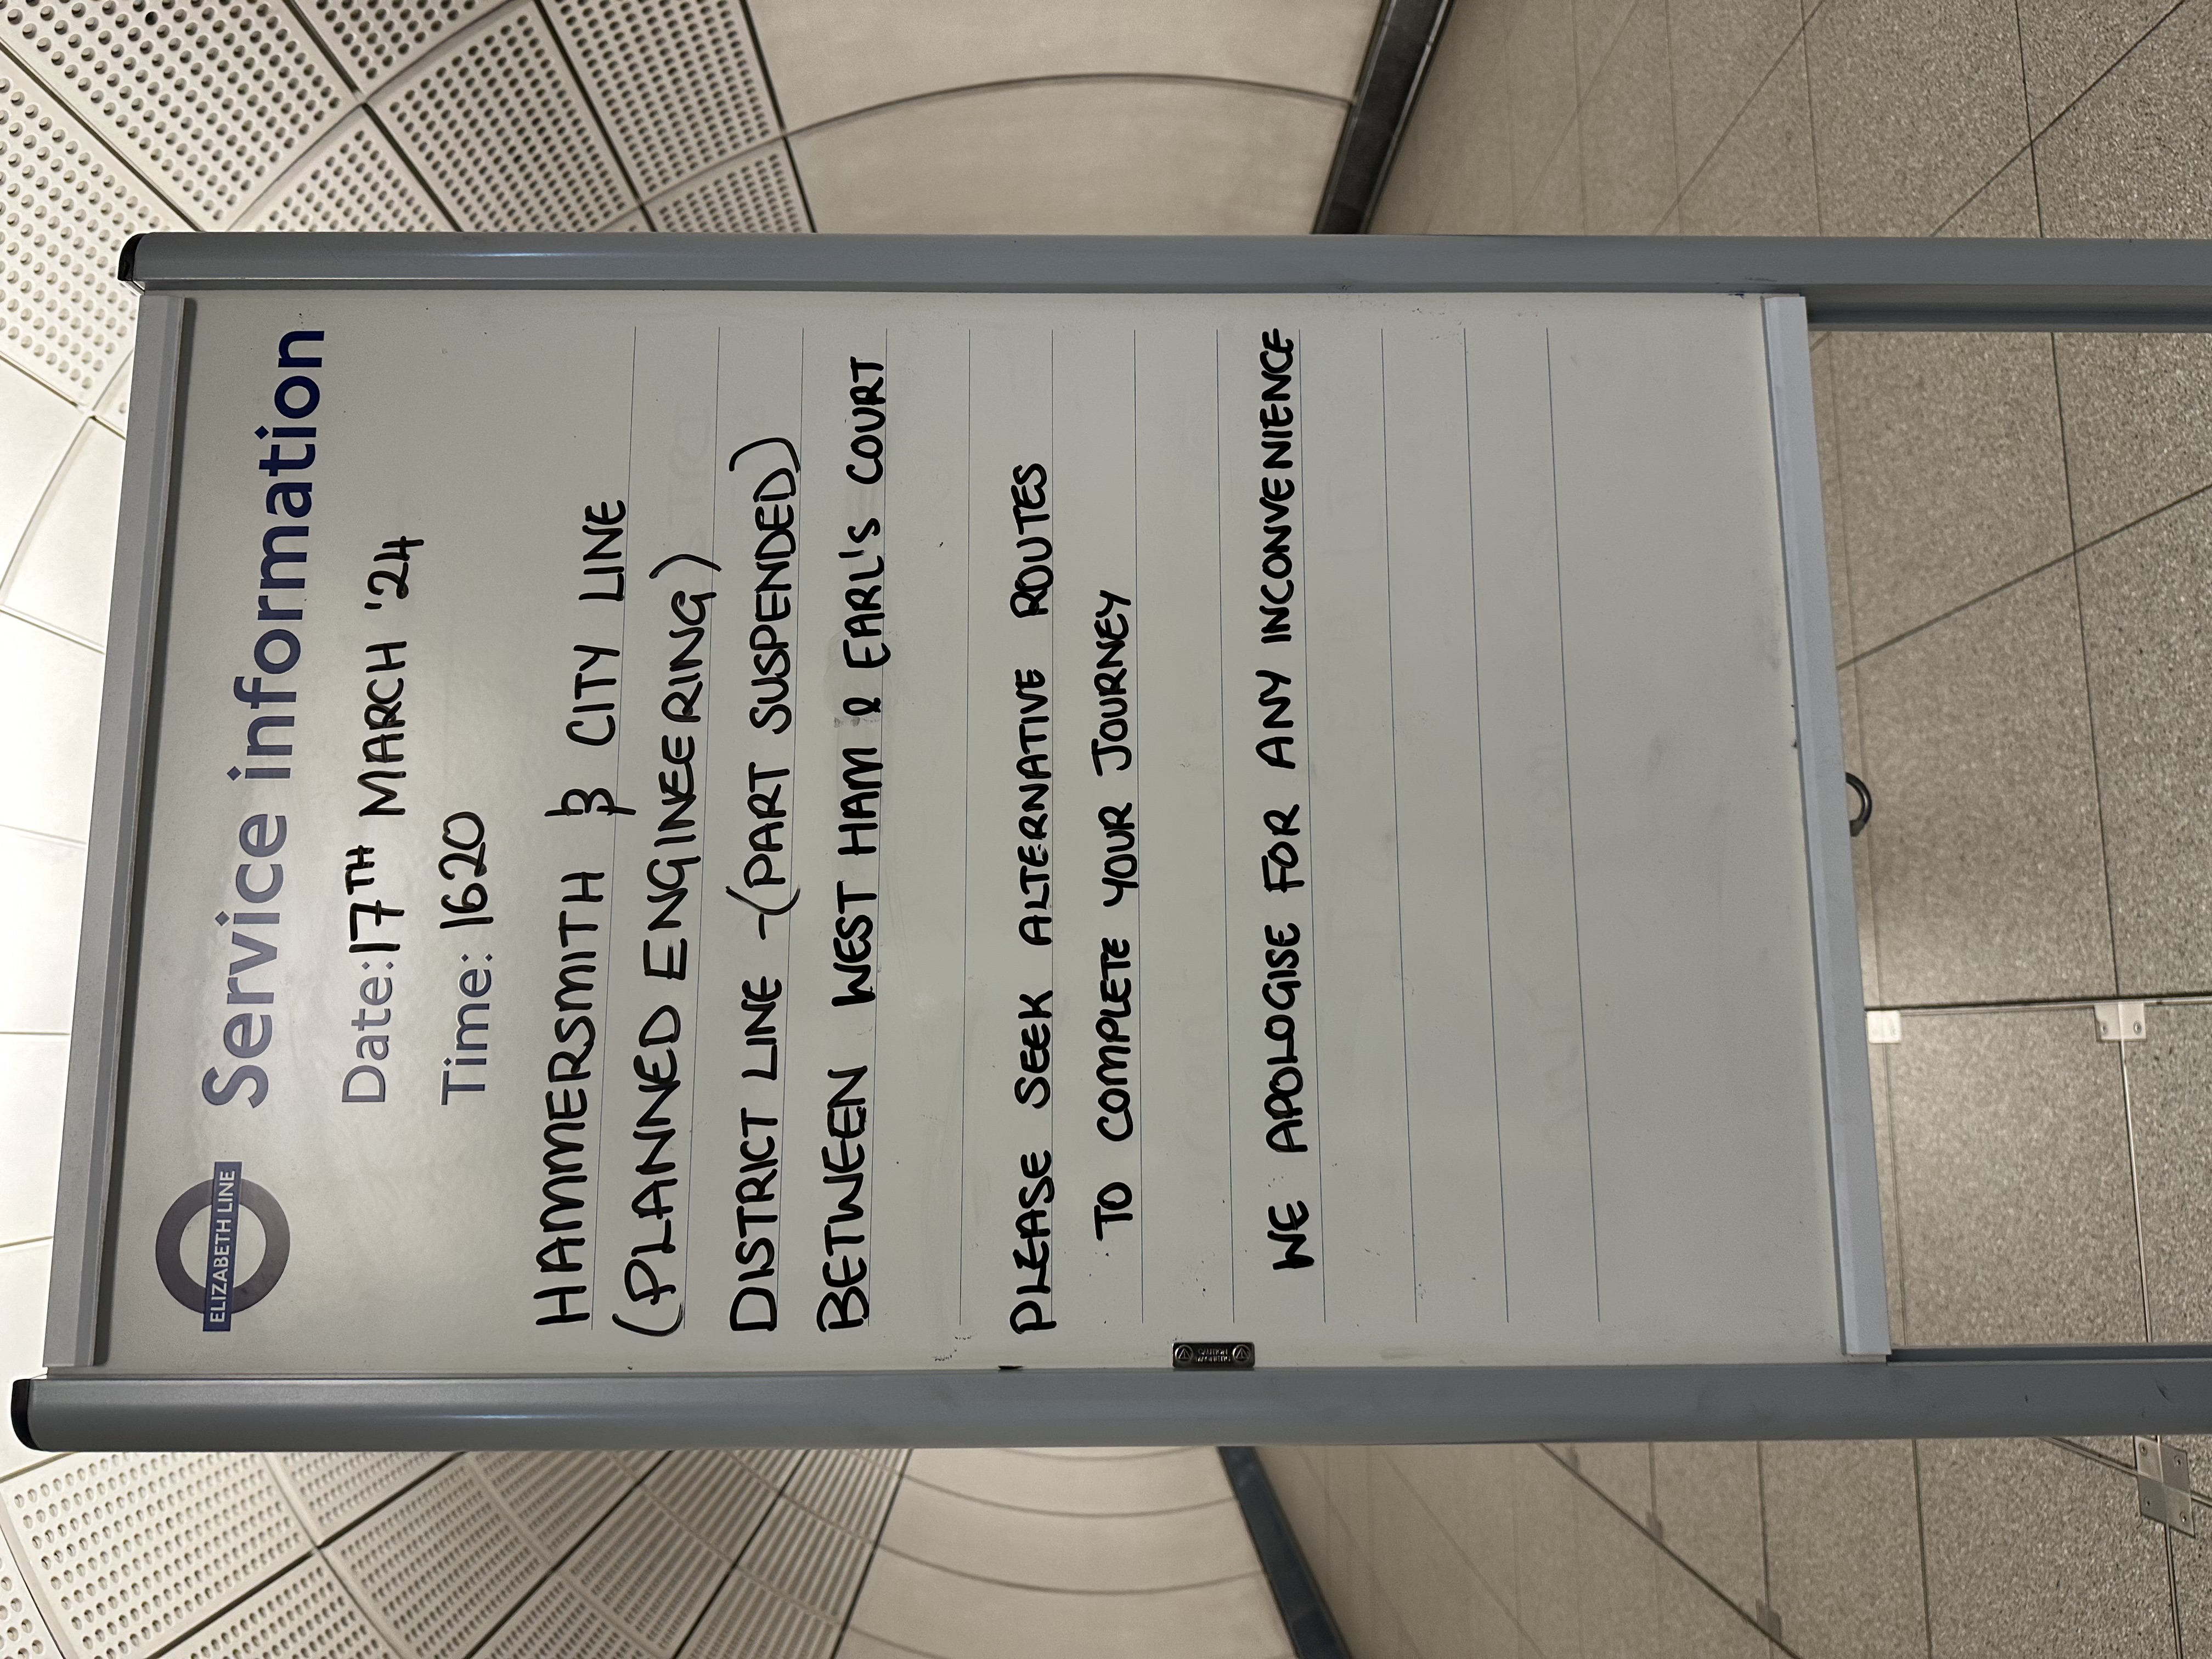 ELIZABETH LINE
Service information
Date: 17TH MARCH '24
Time: 1620
HAMMERSMITH & CITY LINE
(PLANNED ENGINEERING)
DISTRICT LINE - (PART SUSPENDED)
BETWEEN WEST HAM & EARL'S COURT
PLEASE SEEK ALTERNATIVE ROUTES
TO COMPLETE YOUR JOURNEY
WE APOLOGISE FOR ANY INCONVENIENCE